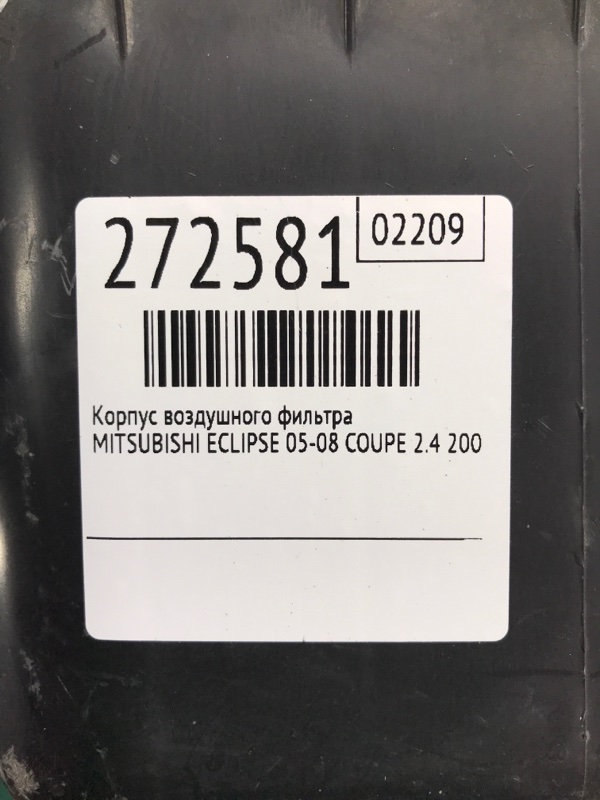 272581
02209
Корпус воздушного фильтра
MITSUBISHI ECLIPSE 05-08 COUPE 2.4 200